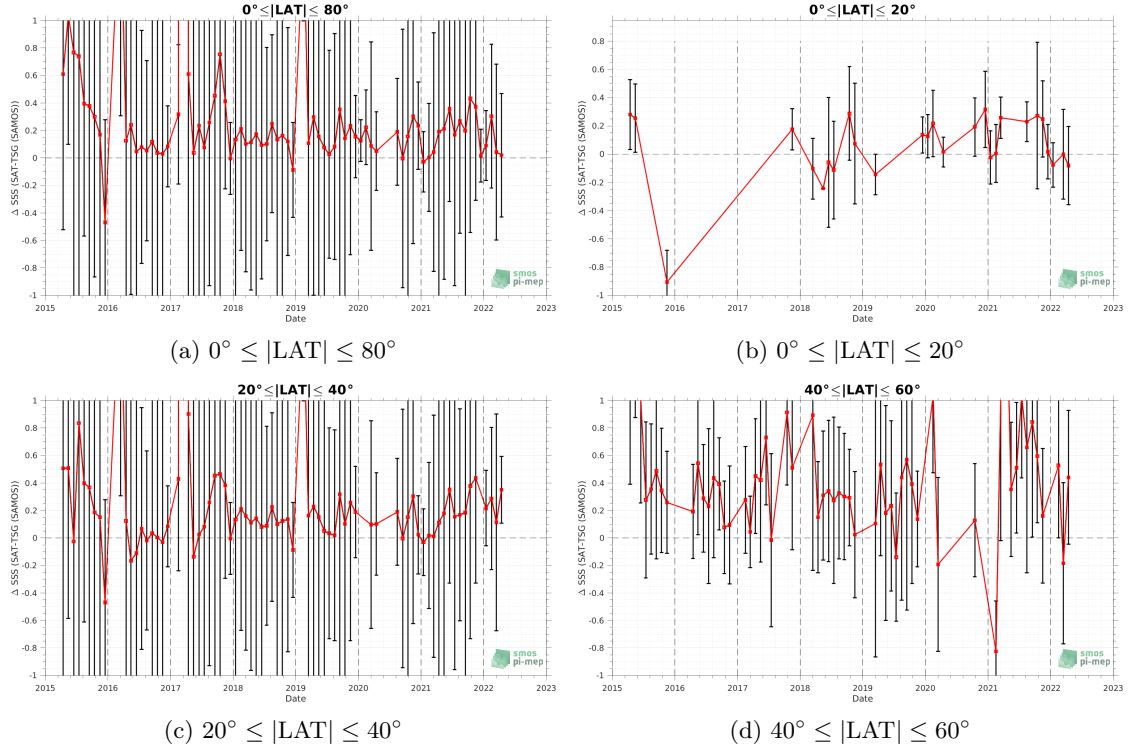 0°≤|LAT|≤ 80°
Δ SSS (SAT-TSG (SAMOS))
1
0.8
0.6
0.4
0.2
0
-0.2
-0.4
-0.6
-0.8
-1
2015 2016 2017 2018 2019 2020 2021 2022 2023
Date
smos
pi-mep
(a) 0° ≤ |LAT| ≤ 80°
0°≤|LAT|≤ 20°
Δ SSS (SAT-TSG (SAMOS))
0.8
0.6
0.4
0.2
0
-0.2
-0.4
-0.6
-0.8
-1
2015 2016 2017 2018 2019 2020 2021 2022 2023
Date
smos
pi-mep
(b) 0° ≤ |LAT| ≤ 20°
20°≤|LAT|≤ 40°
Δ SSS (SAT-TSG (SAMOS))
1
0.8
0.6
0.4
0.2
0
-0.2
-0.4
-0.6
-0.8
-1
2015 2016 2017 2018 2019 2020 2021 2022 2023
Date
smos
pi-mep
(c) 20° ≤ |LAT| ≤ 40°
40°≤|LAT|≤ 60°
Δ SSS (SAT-TSG (SAMOS))
1
0.8
0.6
0.4
0.2
0
-0.2
-0.4
-0.6
-0.8
-1
2015 2016 2017 2018 2019 2020 2021 2022 2023
Date
smos
pi-mep
(d) 40° ≤ |LAT| ≤ 60°